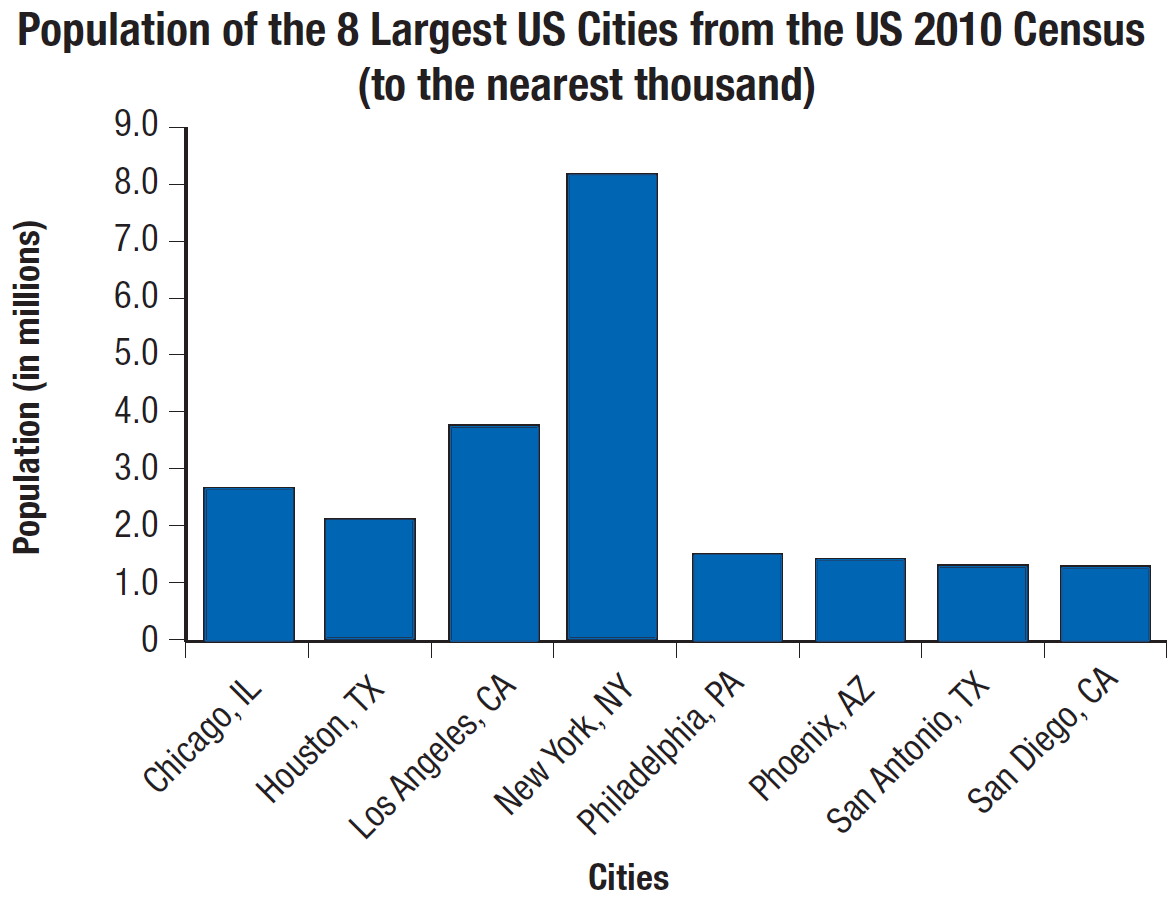 Population of the 8 Largest US Cities from the US 2010 Census
(to the nearest thousand)
Population (in millions)
9.0
8.0
7.0
6.0
5.0
4.0
3.0
2.0
1.0
0
Chicago, IL
Houston, TX
Los Angeles, CA
New York, NY
Philadelphia, PA
Phoenix, AZ
San Antonio, TX
San Diego, CA
Cities